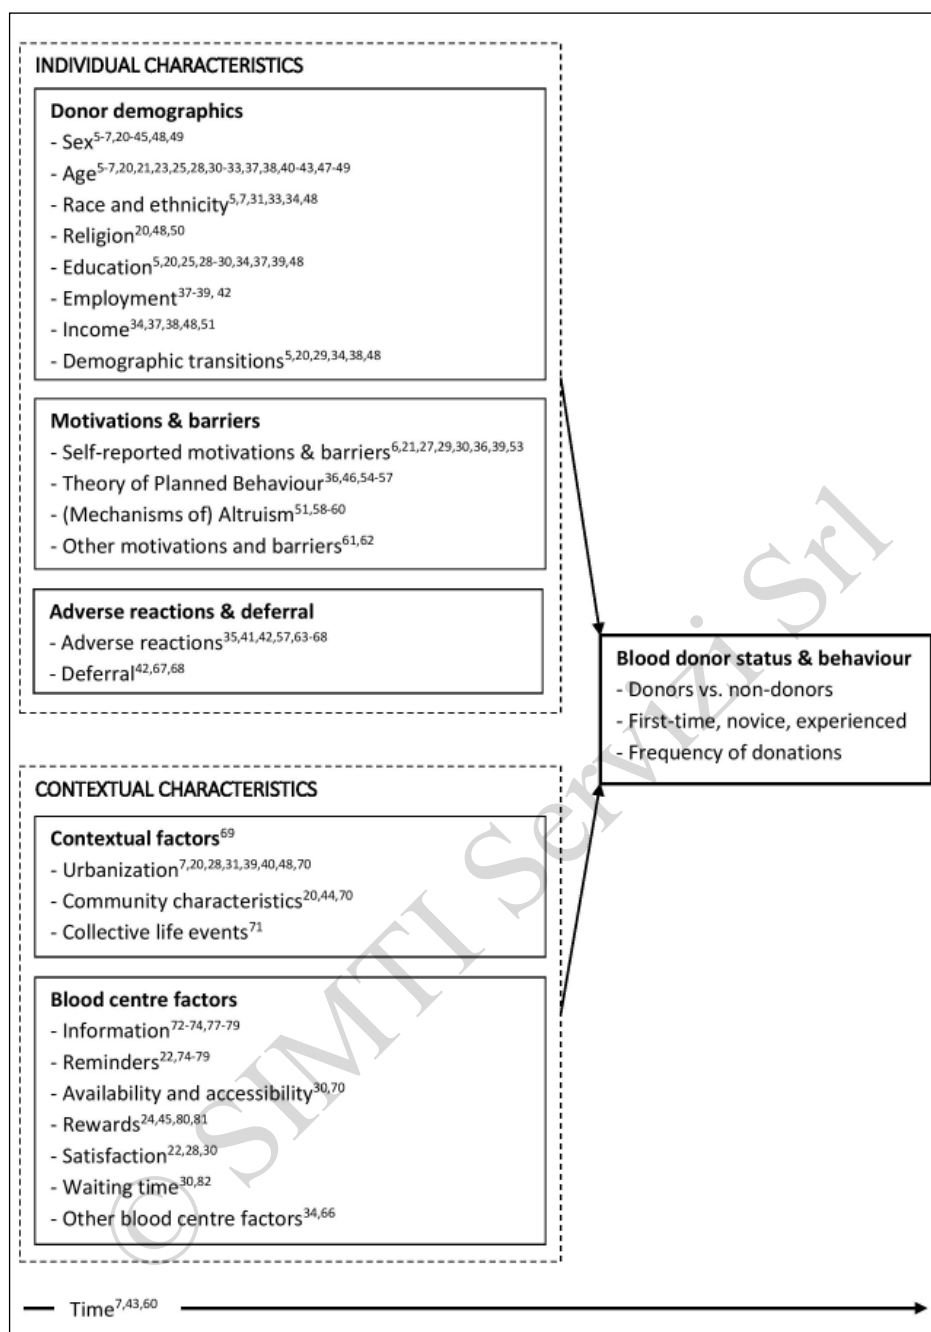 INDIVIDUAL CHARACTERISTICS
Donor demographics
- Sex5-7,20-45,48,49
- Age5-7,20,21,23,25,28,30-33,37,38,40-43,47-49
- Race and ethnicity5,7,31,33,34,48
- Religion20,48,50
- Education5,20,25,28-30,34,37,39,48
- Employment37-39, 42
- Income34,37,38,48,51
- Demographic transitions5,20,29,34,38,48
Motivations & barriers
- Self-reported motivations & barriers6,21,27,29,30,36,39,53
- Theory of Planned Behaviour36,46,54-57
- (Mechanisms of) Altruism51,58-60
- Other motivations and barriers61,62
Adverse reactions & deferral
- Adverse reactions35,41,42,57,63-68
- Deferral42,67,68
Blood donor status & behaviour
- Donors vs. non-donors
- First-time, novice, experienced
- Frequency of donations
CONTEXTUAL CHARACTERISTICS
Contextual factors69
- Urbanization7,20,28,31,39,40,48,70
- Community characteristics20,44,70
- Collective life events71
Blood centre factors
- Information72-74,77-79
- Reminders22,74-79
- Availability and accessibility30,70
- Rewards24,45,80,81
- Satisfaction22,28,30
- Waiting time30,82
- Other blood centre factors34,66
Time7,43,60
© SIMTI Servizi Srl